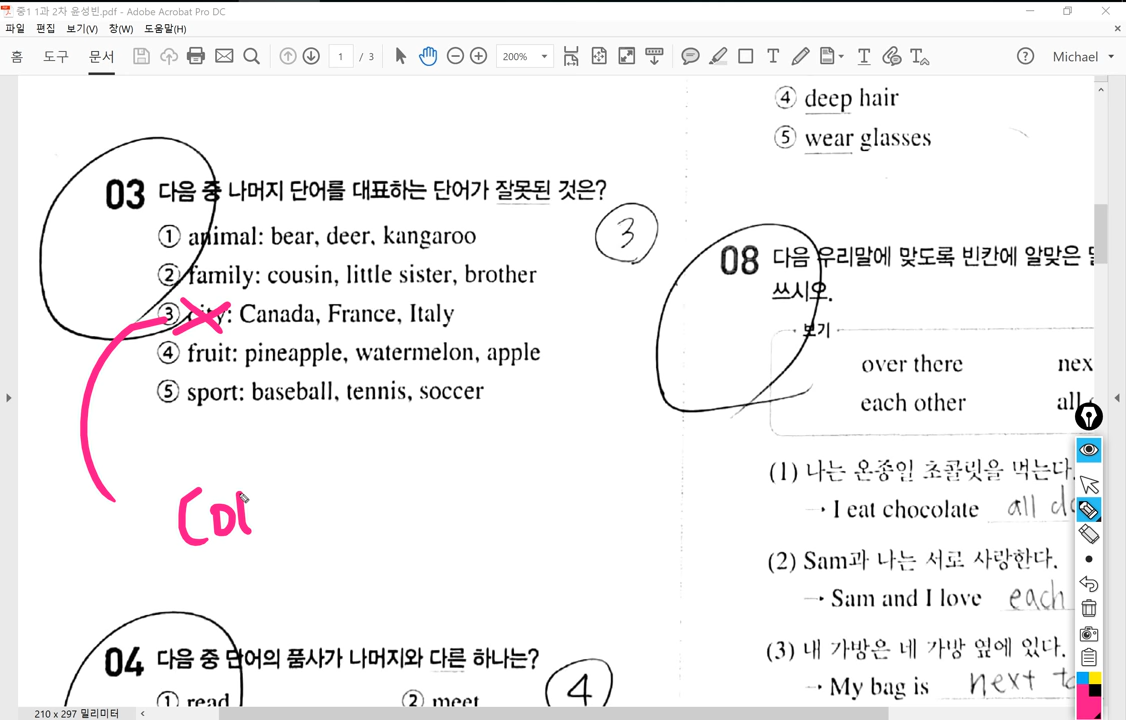 중1 1과 2차 윤성빈.pdf - Adobe Acrobat Pro DC
파일 편집 보기(V) 창(W) 도움말(H)
홈 도구 문서 1 / 3 200% Michael
03 다음 중 나머지 단어를 대표하는 단어가 잘못된 것은?
① animal: bear, deer, kangaroo
② family: cousin, little sister, brother
③ city: Canada, France, Italy
④ fruit: pineapple, watermelon, apple
⑤ sport: baseball, tennis, soccer
3
04 다음 중 단어의 품사가 나머지와 다른 하나는?
① read ② meet
4
④ deep hair
⑤ wear glasses
08 다음 우리말에 맞도록 빈칸에 알맞은
쓰시오.
보기
over there nex
each other all
(1) 나는 온종일 초콜릿을 먹는다.
→ I eat chocolate all d
(2) Sam과 나는 서로 사랑한다.
→ Sam and I love each
(3) 내 가방은 네 가방 옆에 있다.
→ My bag is next to
210 x 297 밀리미터